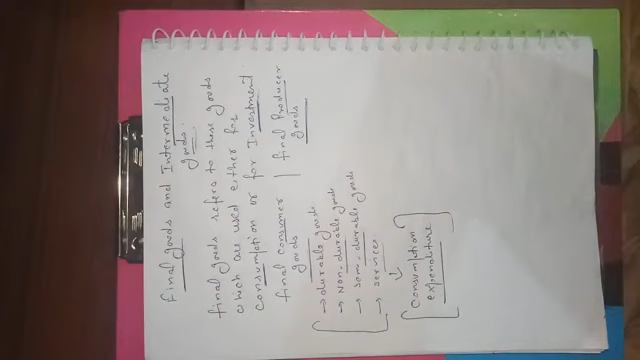 Final goods and Intermediate
goods.
final goods refers to those goods
which are used either for
consumption or for Investment
final consumer goods | final Producer goods
→ durable goods
→ non-durable goods
→ semi-durable goods
→ services
↓
[Consumption
expenditure]